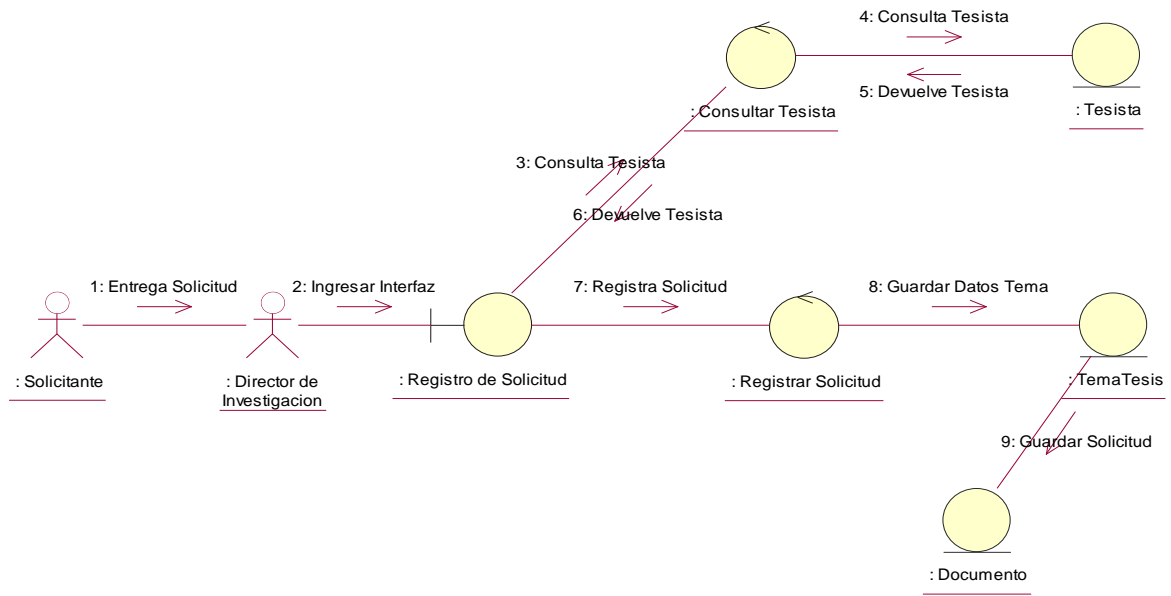 4: Consulta Tesista
5: Devuelve Tesista
: Consultar Tesista
: Tesista
3: Consulta Tesista
6: Devuelve Tesista
1: Entrega Solicitud
2: Ingresar Interfaz
7: Registra Solicitud
8: Guardar Datos Tema
: Solicitante
: Director de
Investigacion
: Registro de Solicitud
: Registrar Solicitud
: TemaTesis
9: Guardar Solicitud
: Documento